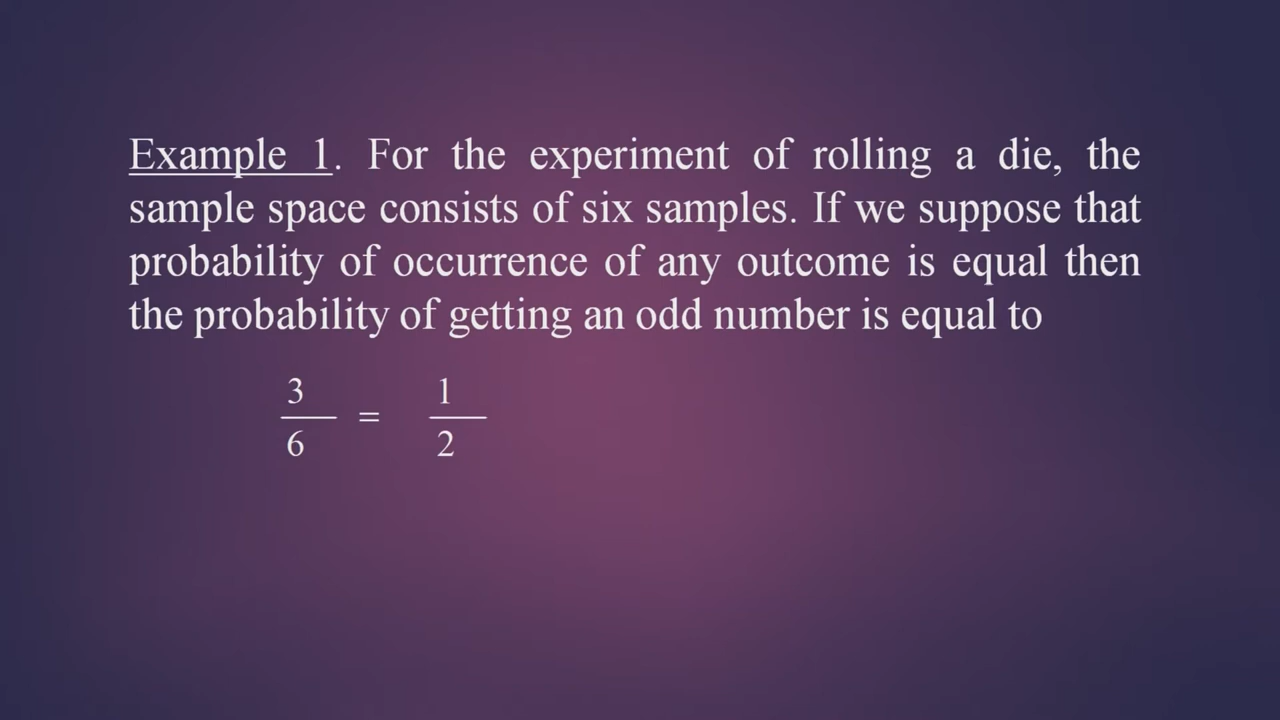 Example 1. For the experiment of rolling a die, the
sample space consists of six samples. If we suppose that
probability of occurrence of any outcome is equal then
the probability of getting an odd number is equal to
3/6 = 1/2